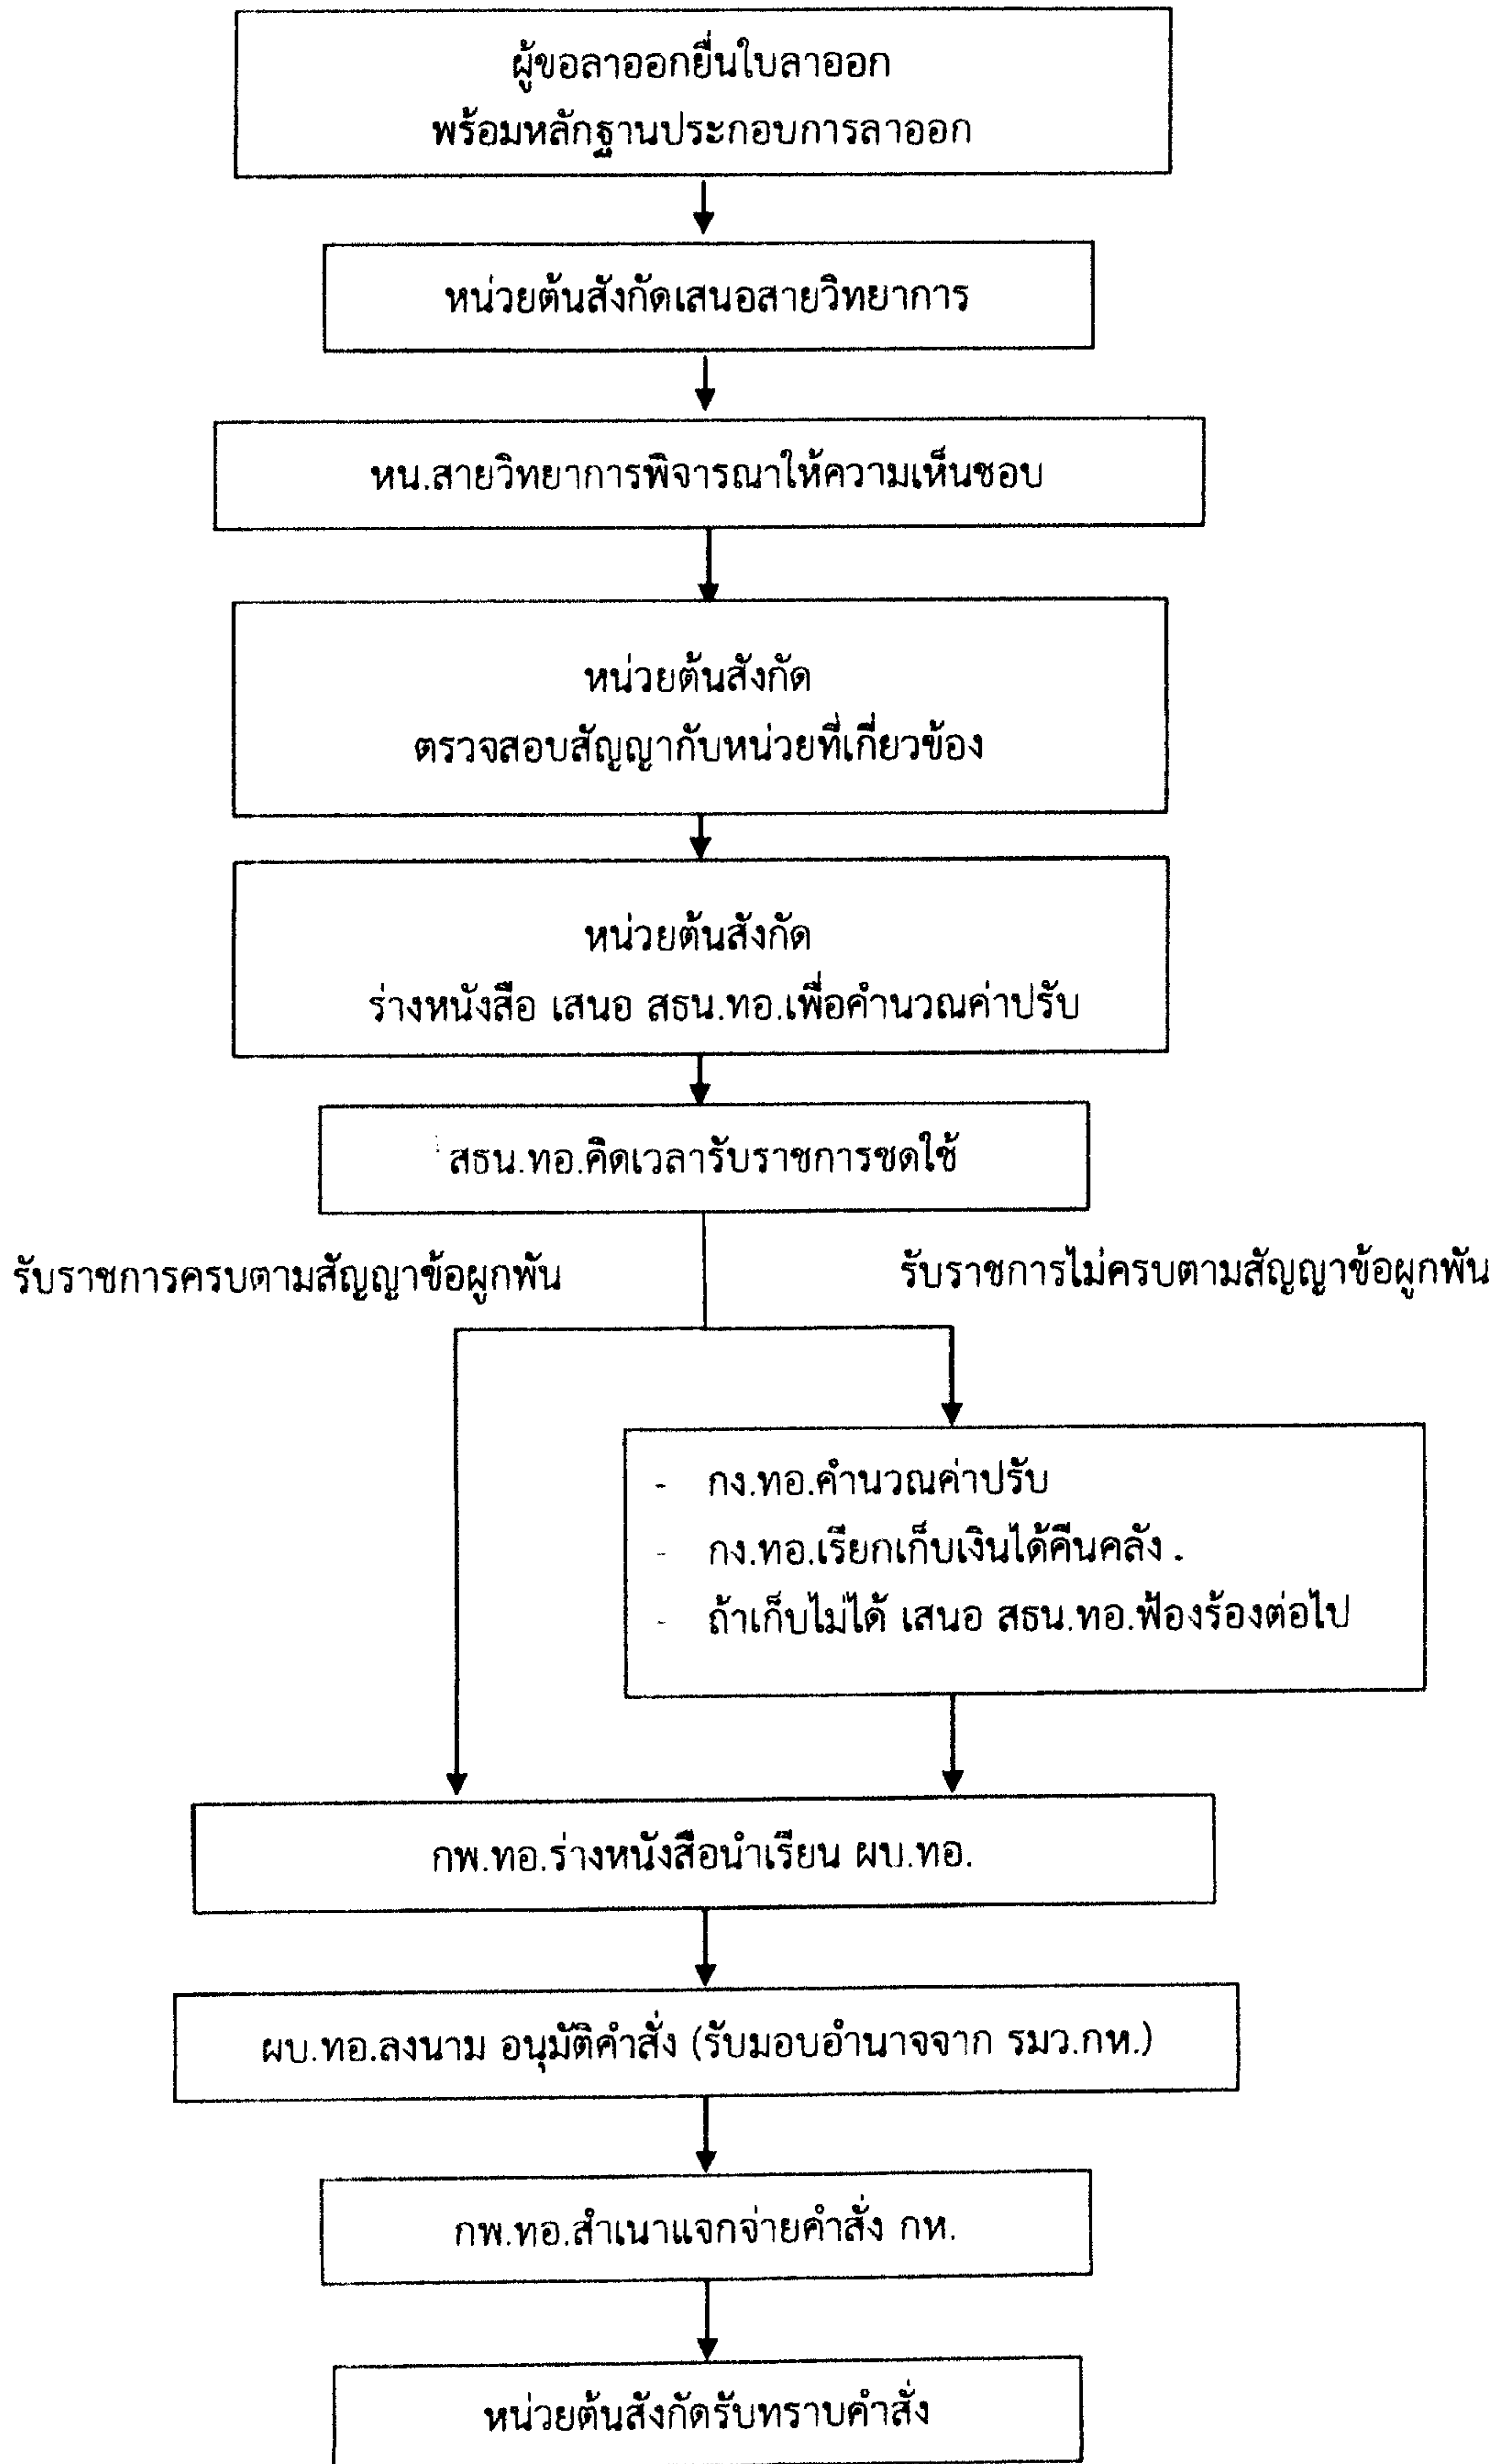 ผู้ขอลาออกยื่นใบลาออก
พร้อมหลักฐานประกอบการลาออก
หน่วยต้นสังกัดเสนอสายวิทยาการ
หน.สายวิทยาการพิจารณาให้ความเห็นชอบ
หน่วยต้นสังกัด
ตรวจสอบสัญญากับหน่วยที่เกี่ยวข้อง
หน่วยต้นสังกัด
ร่างหนังสือ เสนอ สธน.ทอ.เพื่อคำนวณค่าปรับ
สธน.ทอ.คิดเวลารับราชการชดใช้
รับราชการครบตามสัญญาข้อผูกพัน
รับราชการไม่ครบตามสัญญาข้อผูกพัน
- กง.ทอ.คำนวณค่าปรับ
- กง.ทอ.เรียกเก็บเงินได้คืนคลัง .
- ถ้าเก็บไม่ได้ เสนอ สธน.ทอ.ฟ้องร้องต่อไป
กพ.ทอ.ร่างหนังสือนำเรียน ผบ.ทอ.
ผบ.ทอ.ลงนาม อนุมัติคำสั่ง (รับมอบอำนาจจาก รมว.กห.)
กพ.ทอ.สำเนาแจกจ่ายคำสั่ง กห.
หน่วยต้นสังกัดรับทราบคำสั่ง